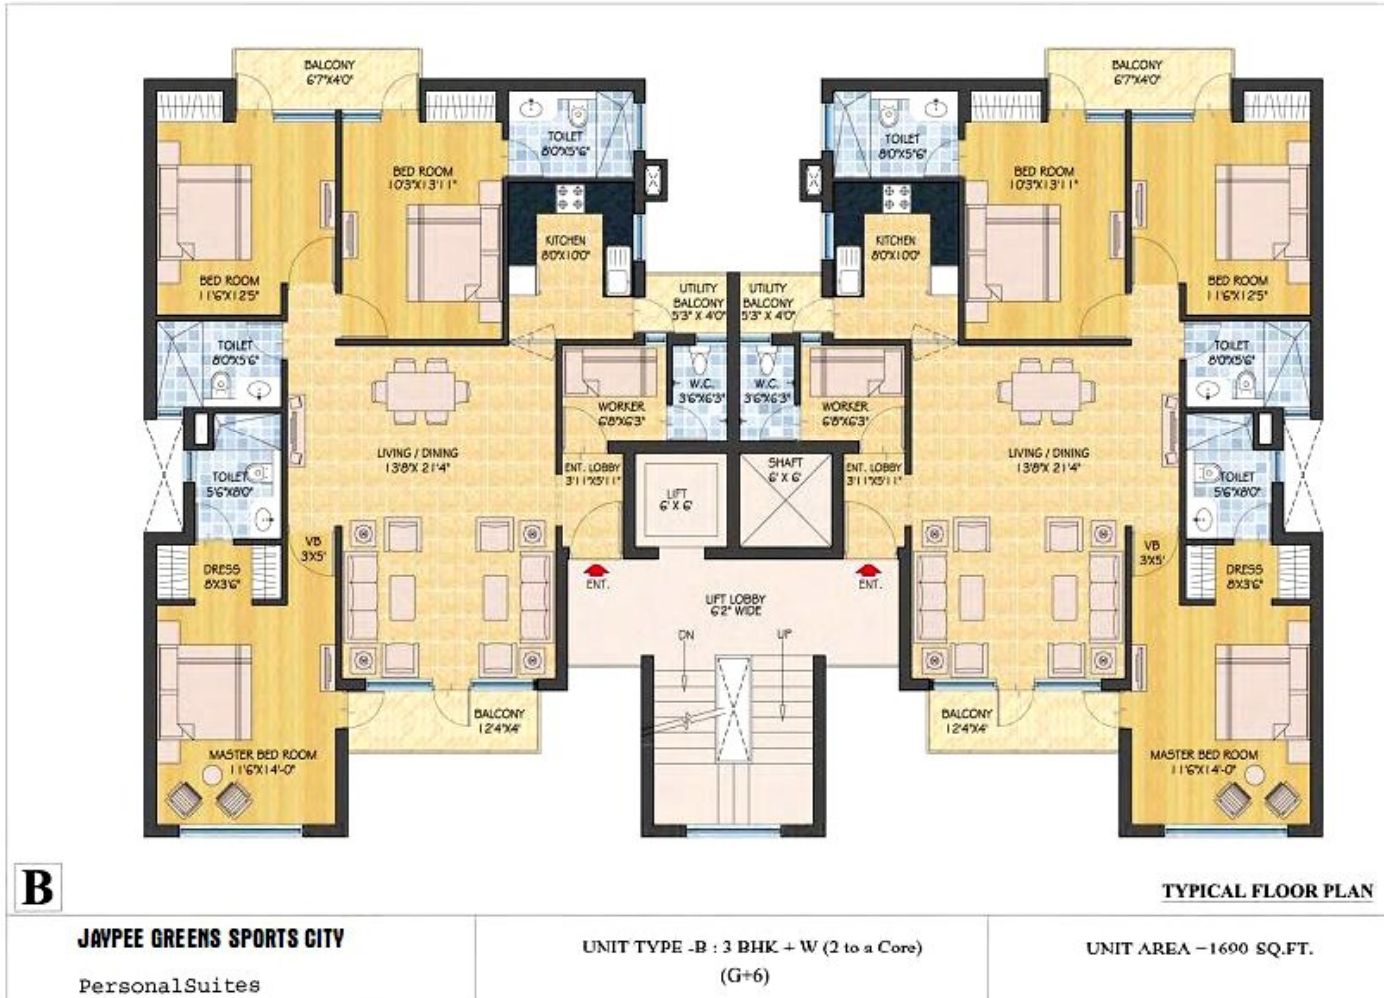 BALCONY
6'7"X4'0"
BALCONY
6'7"X4'0"
TOILET
8'0"X5'6"
TOILET
8'0"X5'6"
BED ROOM
10'3"X13'11"
BED ROOM
10'3"X13'11"
KITCHEN
8'0"X10'0"
KITCHEN
8'0"X10'0"
BED ROOM
11'6"X12'5"
BED ROOM
11'6"X12'5"
UTILITY
BALCONY
5'3" X 4'0"
UTILITY
BALCONY
5'3" X 4'0"
TOILET
8'0"X5'6"
TOILET
8'0"X5'6"
W.C.
3'6"X6'3"
W.C.
3'6"X6'3"
WORKER
6'8"X6'3"
WORKER
6'8"X6'3"
LIVING / DINING
13'8"X 21'4"
LIVING / DINING
13'8"X 21'4"
ENT. LOBBY
3'11"X5'11"
SHAFT
6' X 6'
ENT. LOBBY
3'11"X5'11"
TOILET
5'6"X8'0"
TOILET
5'6"X8'0"
LIFT
6' X 6'
VB
3'X5'
VB
3'X5'
DRESS
8'X3'6"
DRESS
8'X3'6"
ENT.
ENT.
LIFT LOBBY
6'2" WIDE
DN
UP
BALCONY
12'4"X4'
BALCONY
12'4"X4'
MASTER BED ROOM
11'6"X14'-0"
MASTER BED ROOM
11'6"X14'-0"
B
TYPICAL FLOOR PLAN
JAYPEE GREENS SPORTS CITY
PersonalSuites
UNIT TYPE -B : 3 BHK + W (2 to a Core)
(G+6)
UNIT AREA –1690 SQ.FT.